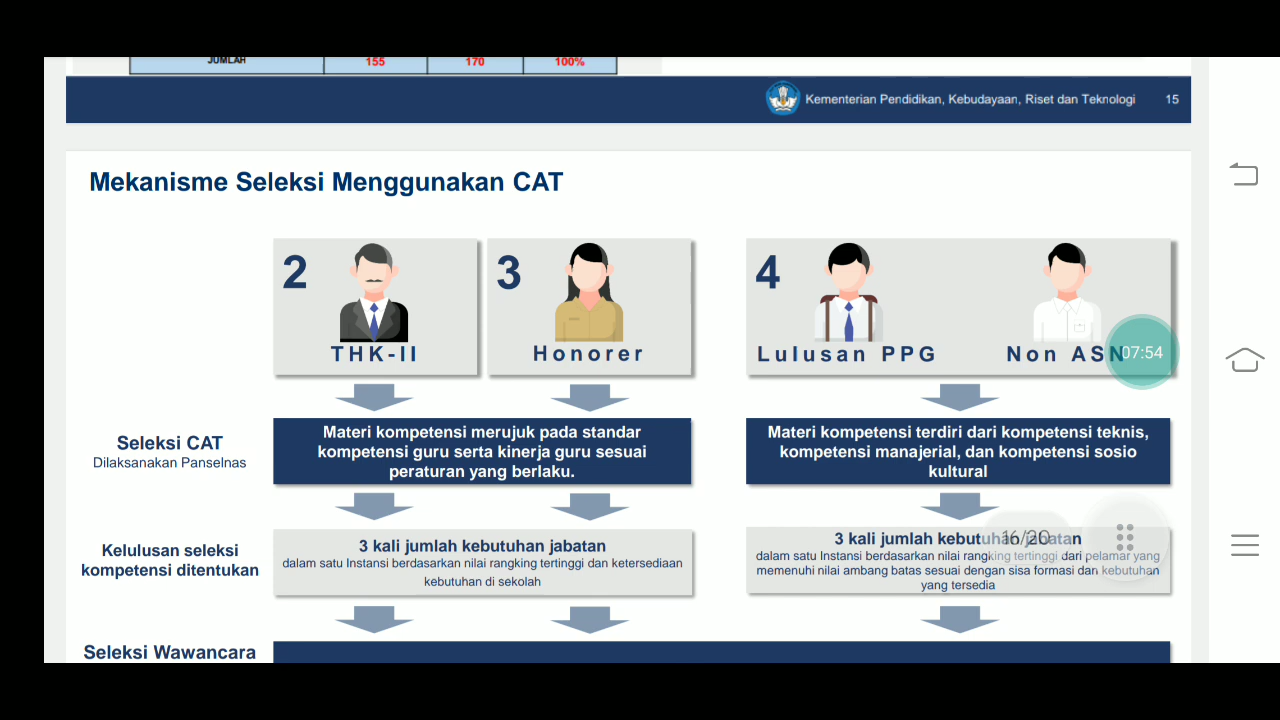 JUMLAH 155 170 100%
Kementerian Pendidikan, Kebudayaan, Riset dan Teknologi 15
Mekanisme Seleksi Menggunakan CAT
2
THK-II
3
Honorer
4
Lulusan PPG
Non ASN
07:54
Seleksi CAT
Dilaksanakan Panselnas
Materi kompetensi merujuk pada standar
kompetensi guru serta kinerja guru sesuai
peraturan yang berlaku.
Materi kompetensi terdiri dari kompetensi teknis,
kompetensi manajerial, dan kompetensi sosio
kultural
Kelulusan seleksi
kompetensi ditentukan
3 kali jumlah kebutuhan jabatan
dalam satu Instansi berdasarkan nilai rangking tertinggi dan ketersediaan
kebutuhan di sekolah
3 kali jumlah kebutuhan jabatan
16/20
dalam satu Instansi berdasarkan nilai rangking tertinggi dari pelamar yang
memenuhi nilai ambang batas sesuai dengan sisa formasi dan kebutuhan
yang tersedia
Seleksi Wawancara